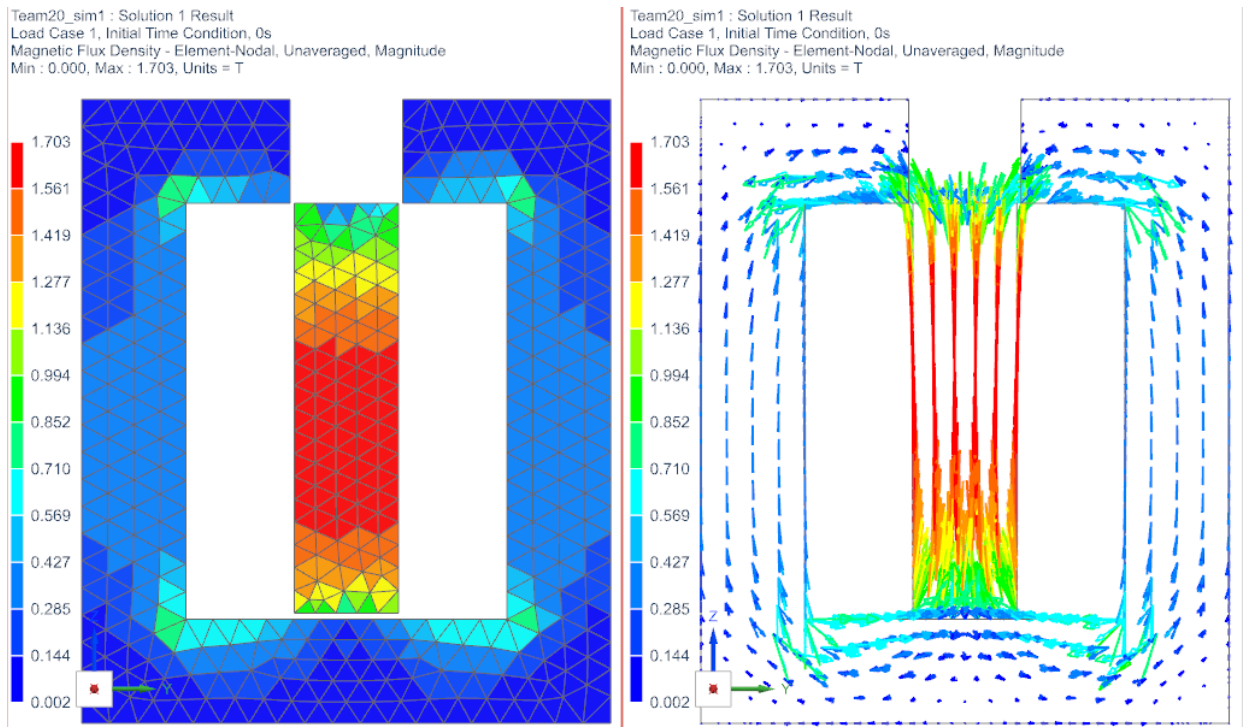 Team20_sim1 : Solution 1 Result
Load Case 1, Initial Time Condition, 0s
Magnetic Flux Density - Element-Nodal, Unaveraged, Magnitude
Min : 0.000, Max : 1.703, Units = T
1.703
1.561
1.419
1.277
1.136
0.994
0.852
0.710
0.569
0.427
0.285
0.144
0.002
Y
Team20_sim1 : Solution 1 Result
Load Case 1, Initial Time Condition, 0s
Magnetic Flux Density - Element-Nodal, Unaveraged, Magnitude
Min : 0.000, Max : 1.703, Units = T
1.703
1.561
1.419
1.277
1.136
0.994
0.852
0.710
0.569
0.427
0.285
0.144
0.002
Z
Y